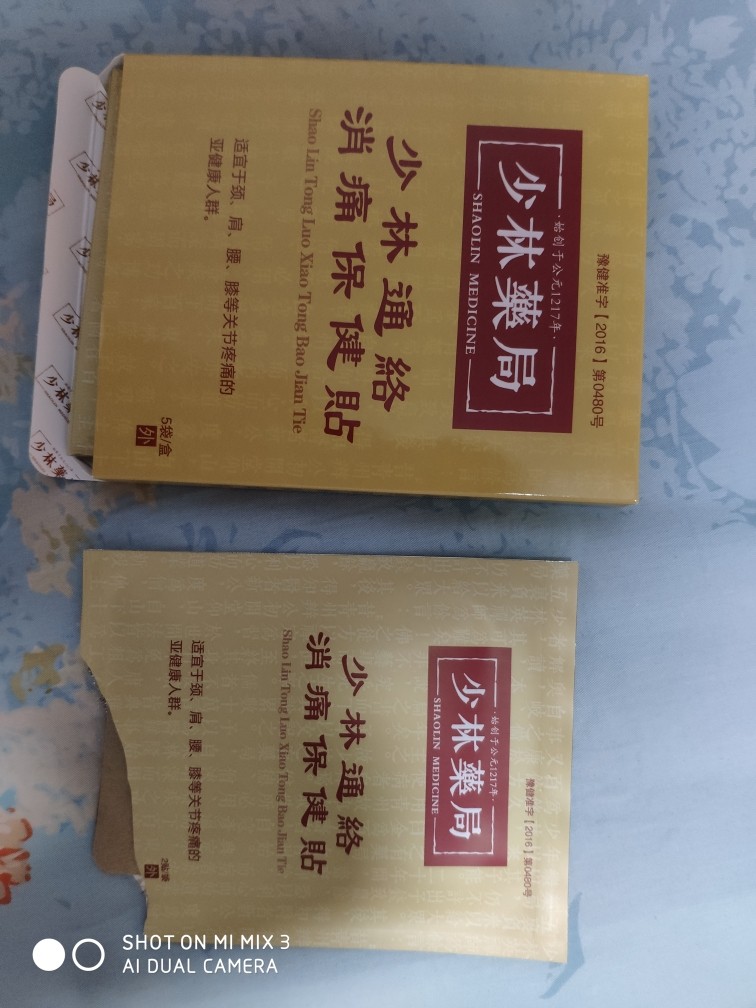 豫健准字【2016】第0480号
·始创于公元1217年·
少林藥局
SHAOLIN MEDICINE
少林通絡
消痛保健貼
Shao Lin Tong Luo Xiao Tong Bao Jian Tie
适宜于颈、肩、腰、膝等关节疼痛的
亚健康人群。
5袋/盒
外
豫健准字【2016】第0480号
·始创于公元1217年·
少林藥局
SHAOLIN MEDICINE
少林通絡
消痛保健貼
Shao Lin Tong Luo Xiao Tong Bao Jian Tie
适宜于颈、肩、腰、膝等关节疼痛的
亚健康人群。
2贴/袋
外
SHOT ON MI MIX 3
AI DUAL CAMERA